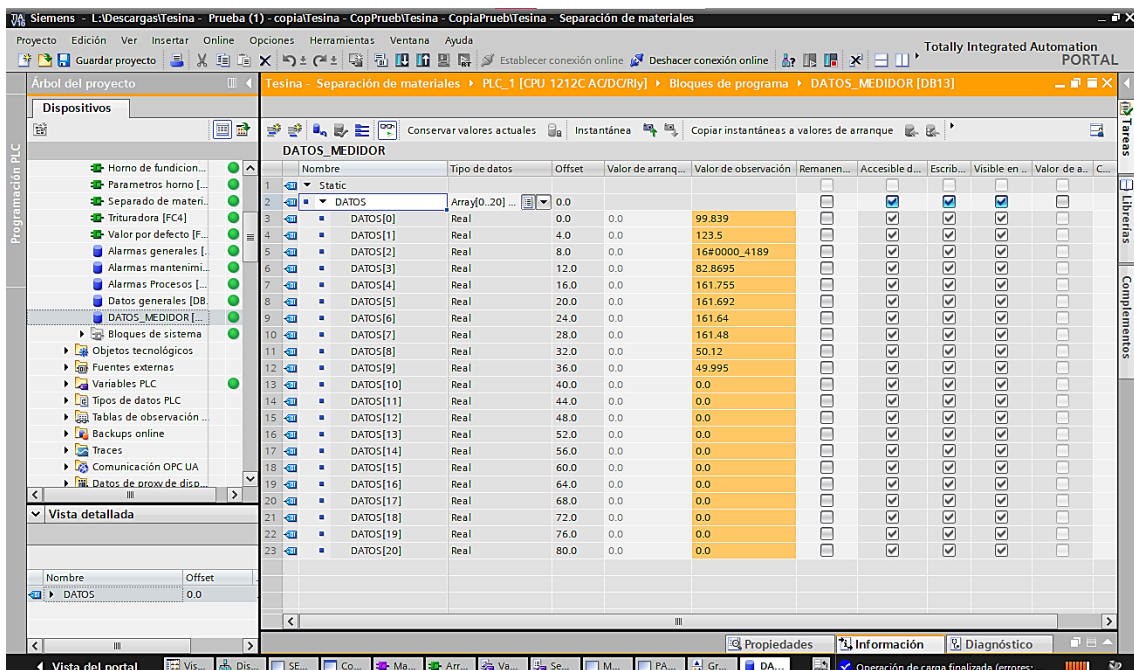 Siemens - L:\Descargas\Tesina - Prueba (1) - copia\Tesina - CopPrueb\Tesina - CopiaPrueb\Tesina - Separación de materiales
Proyecto Edición Ver Insertar Online Opciones Herramientas Ventana Ayuda
Totally Integrated Automation
PORTAL
Guardar proyecto Establecer conexión online Deshacer conexión online
Árbol del proyecto
Tesina - Separación de materiales PLC_1 [CPU 1212C AC/DC/Rly] Bloques de programa DATOS_MEDIDOR [DB13]
Dispositivos
Programación PLC
Horno de fundicion...
Parametros horno [...
Separado de materi...
Trituradora [FC4]
Valor por defecto [F...
Alarmas generales [...
Alarmas mantenimi...
Alarmas Procesos [...
Datos generales [DB...
DATOS_MEDIDOR [...
Bloques de sistema
Objetos tecnológicos
Fuentes externas
Variables PLC
Tipos de datos PLC
Tablas de observación ...
Backups online
Traces
Comunicación OPC UA
Datos de proxy de disp...
Vista detallada
Nombre Offset
DATOS 0.0
Conservar valores actuales Instantánea Copiar instantáneas a valores de arranque
DATOS_MEDIDOR
Nombre Tipo de datos Offset Valor de arranq... Valor de observación Remanen... Accesible d... Escrib... Visible en .. Valor de a... C...
1 Static
2 DATOS Array[0..20] ... 0.0
3 DATOS[0] Real 0.0 0.0 99.839
4 DATOS[1] Real 4.0 0.0 123.5
5 DATOS[2] Real 8.0 0.0 16#0000_4189
6 DATOS[3] Real 12.0 0.0 82.8695
7 DATOS[4] Real 16.0 0.0 161.755
8 DATOS[5] Real 20.0 0.0 161.692
9 DATOS[6] Real 24.0 0.0 161.64
10 DATOS[7] Real 28.0 0.0 161.48
11 DATOS[8] Real 32.0 0.0 50.12
12 DATOS[9] Real 36.0 0.0 49.995
13 DATOS[10] Real 40.0 0.0 0.0
14 DATOS[11] Real 44.0 0.0 0.0
15 DATOS[12] Real 48.0 0.0 0.0
16 DATOS[13] Real 52.0 0.0 0.0
17 DATOS[14] Real 56.0 0.0 0.0
18 DATOS[15] Real 60.0 0.0 0.0
19 DATOS[16] Real 64.0 0.0 0.0
20 DATOS[17] Real 68.0 0.0 0.0
21 DATOS[18] Real 72.0 0.0 0.0
22 DATOS[19] Real 76.0 0.0 0.0
23 DATOS[20] Real 80.0 0.0 0.0
Tareas
Librerías
Complementos
Propiedades Información Diagnóstico
Vista del portal Vis... Dis... SE... Co... Ma... Arr... Va... Se... M... PA... Gr... DA... Operación de carga finalizada (errores: